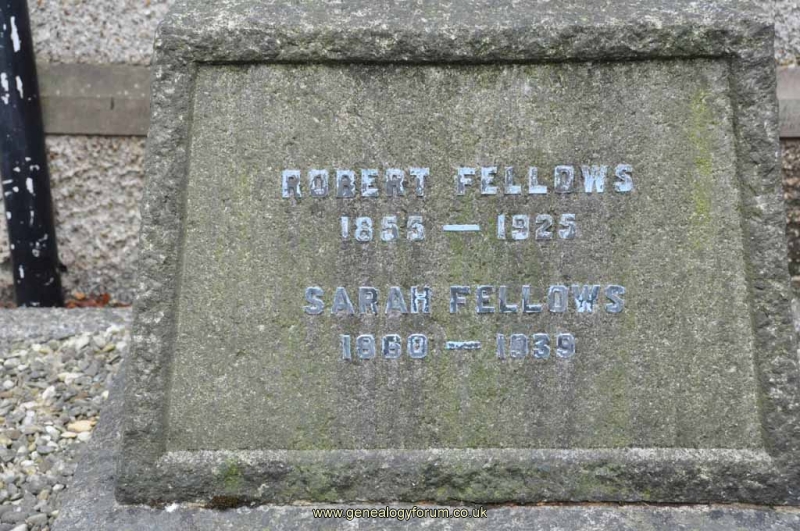 ROBERT FELLOWS
1855 — 1925
SARAH FELLOWS
1860 — 1939
www.genealogyforum.co.uk